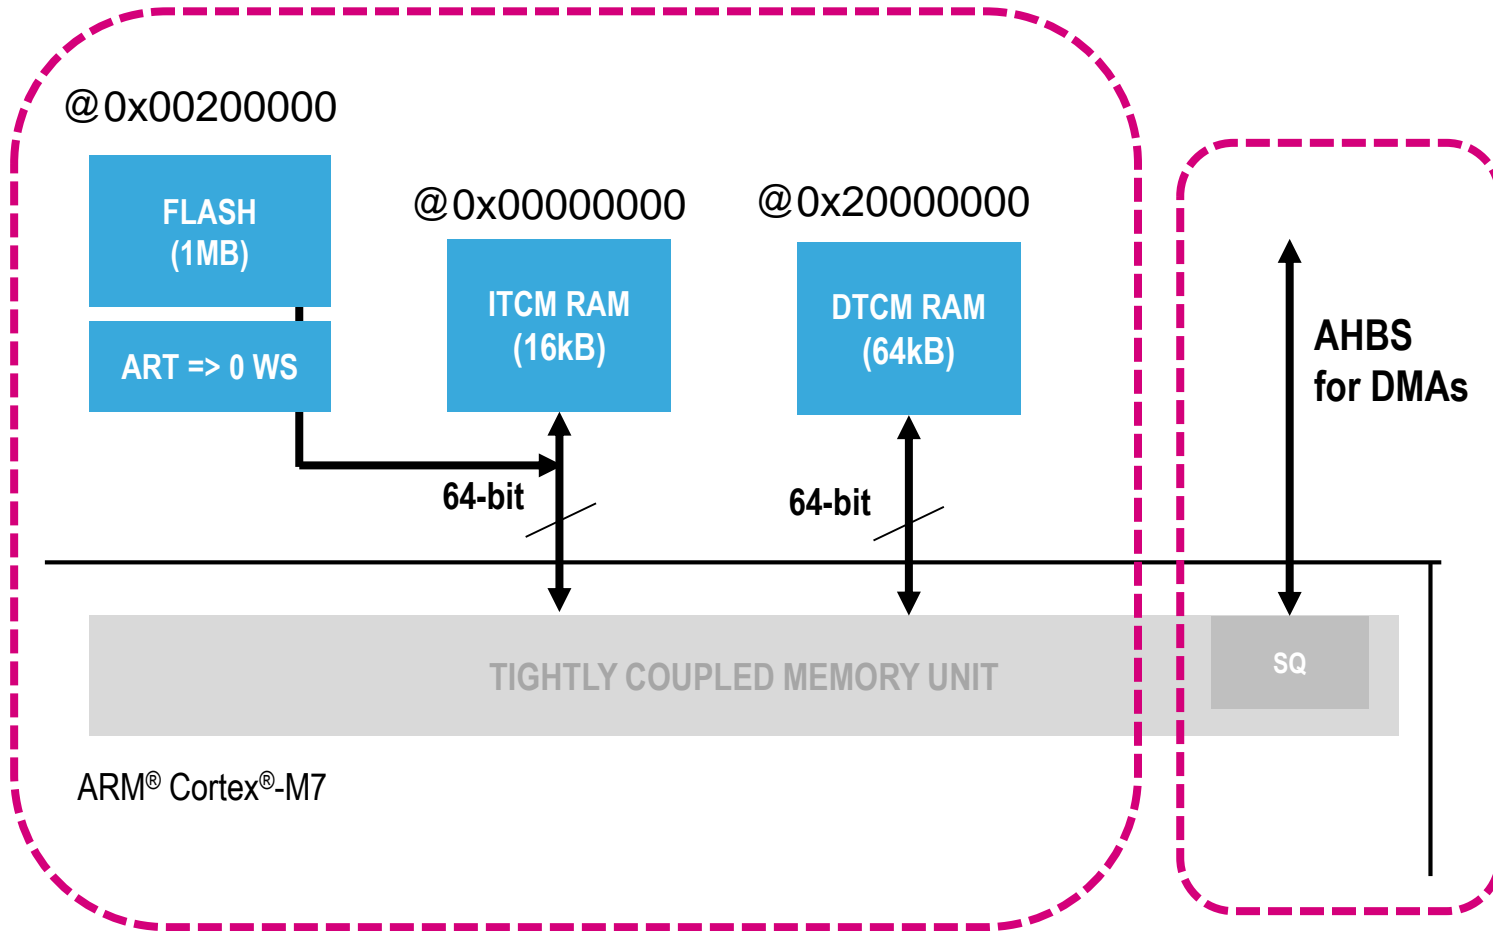 @0x00200000
FLASH
(1MB)
ART => 0 WS
@0x00000000
ITCM RAM
(16kB)
@0x20000000
DTCM RAM
(64kB)
AHBS
for DMAs
64-bit
64-bit
TIGHTLY COUPLED MEMORY UNIT
SQ
ARM® Cortex®-M7